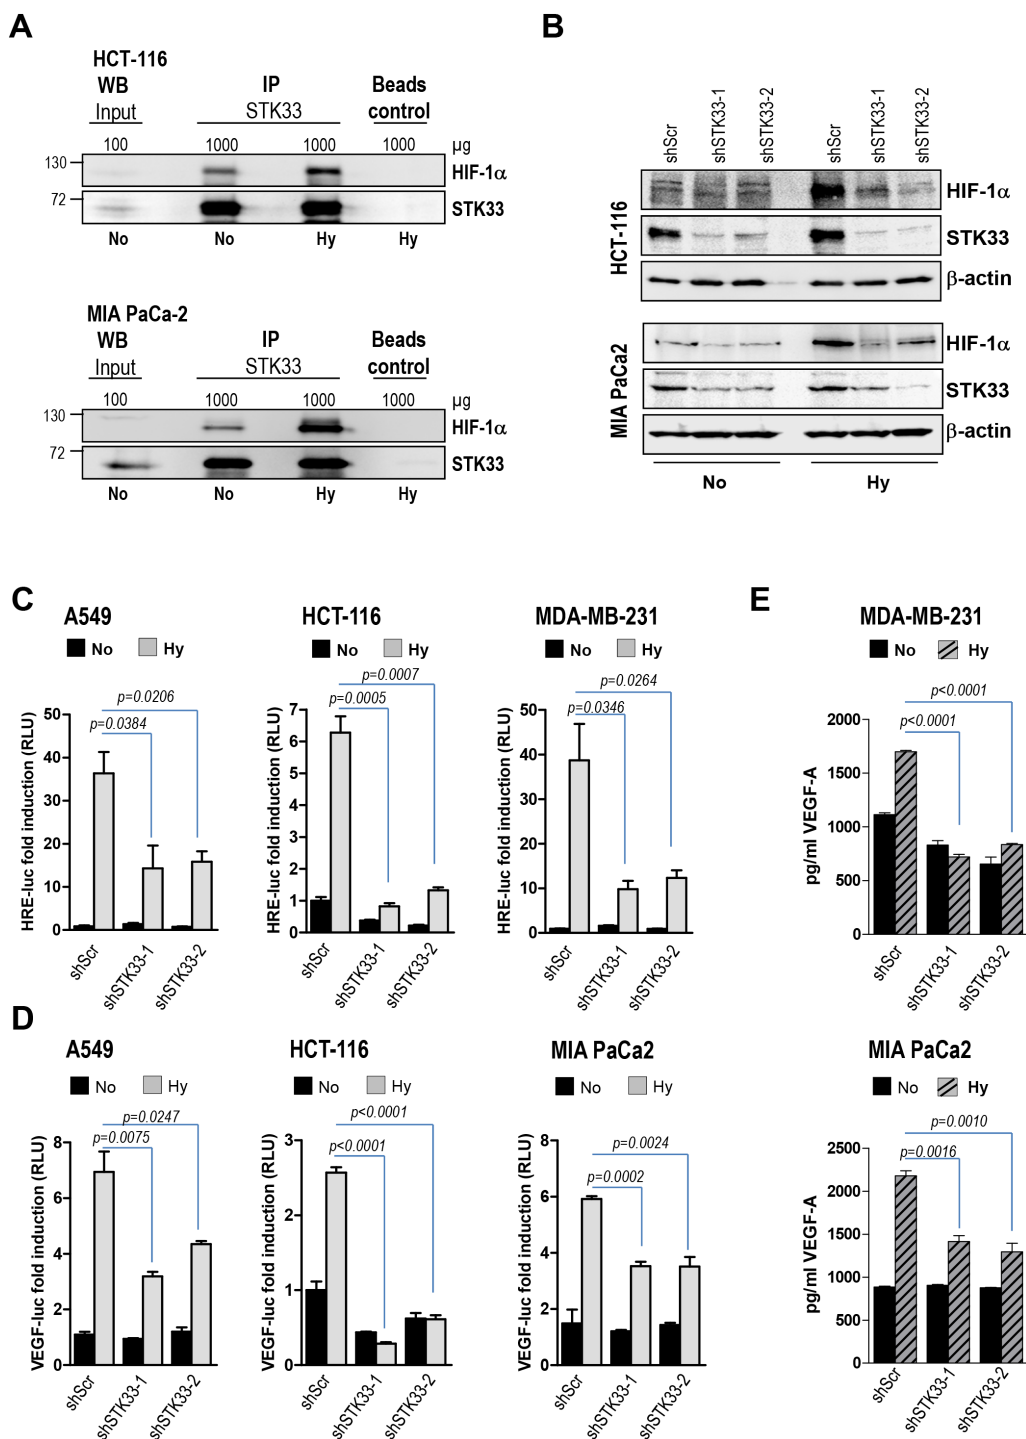 A
HCT-116
WB
IP
Beads
Input
STK33
control
100
1000
1000
1000
µg
130
HIF-1α
72
STK33
No
No
Hy
Hy
MIA PaCa-2
WB
IP
Beads
Input
STK33
control
100
1000
1000
1000
µg
130
HIF-1α
72
STK33
No
No
Hy
Hy
B
shScr
shSTK33-1
shSTK33-2
shScr
shSTK33-1
shSTK33-2
HCT-116
HIF-1α
STK33
β-actin
MIA PaCa2
HIF-1α
STK33
β-actin
No
Hy
C
A549
No
Hy
p=0.0206
p=0.0384
HRE-luc fold induction (RLU)
50
40
30
20
10
0
shScr
shSTK33-1
shSTK33-2
HCT-116
No
Hy
p=0.0007
p=0.0005
HRE-luc fold induction (RLU)
7
6
5
4
3
2
1
0
shScr
shSTK33-1
shSTK33-2
MDA-MB-231
No
Hy
p=0.0264
p=0.0346
HRE-luc fold induction (RLU)
50
40
30
20
10
0
shScr
shSTK33-1
shSTK33-2
E
MDA-MB-231
No
Hy
p<0.0001
p<0.0001
pg/ml VEGF-A
2000
1500
1000
500
0
shScr
shSTK33-1
shSTK33-2
D
A549
No
Hy
p=0.0247
p=0.0075
VEGF-luc fold induction (RLU)
8
6
4
2
0
shScr
shSTK33-1
shSTK33-2
HCT-116
No
Hy
p<0.0001
p<0.0001
VEGF-luc fold induction (RLU)
3
2
1
0
shScr
shSTK33-1
shSTK33-2
MIA PaCa2
No
Hy
p=0.0024
p=0.0002
VEGF-luc fold induction (RLU)
8
6
4
2
0
shScr
shSTK33-1
shSTK33-2
MIA PaCa2
No
Hy
p=0.0010
p=0.0016
pg/ml VEGF-A
2500
2000
1500
1000
500
0
shScr
shSTK33-1
shSTK33-2